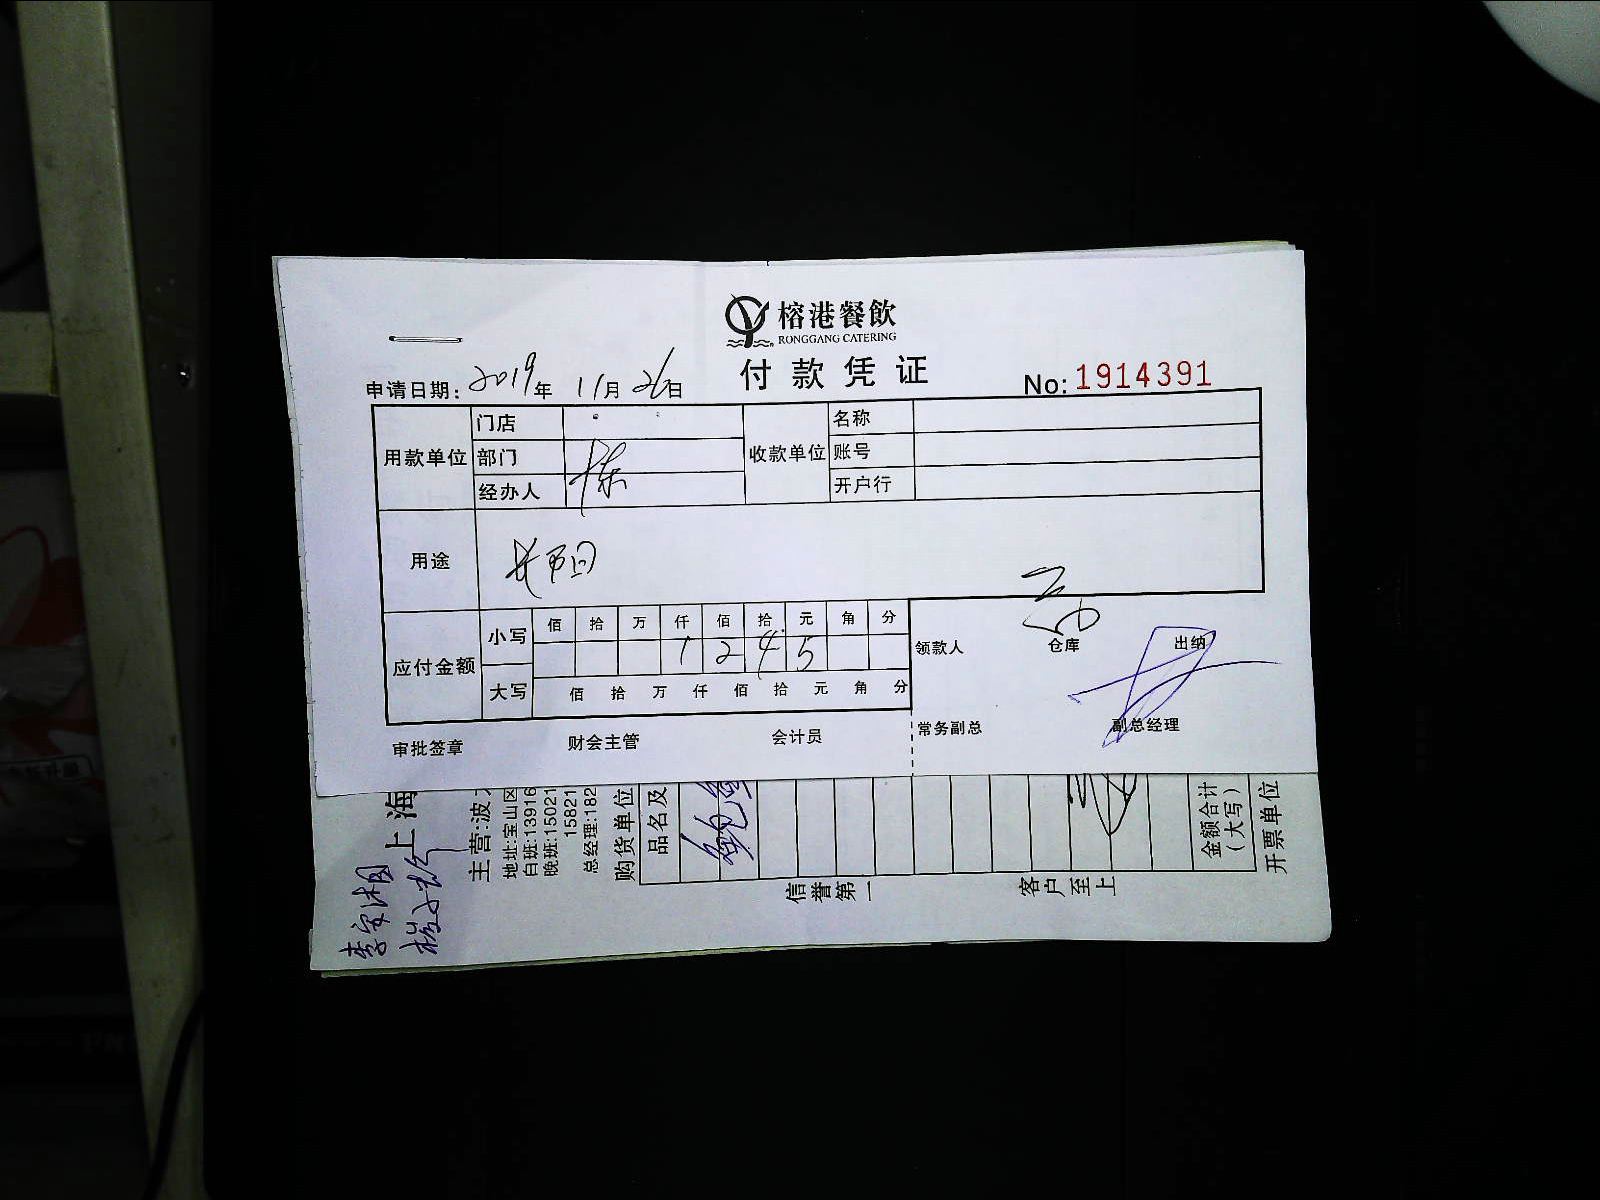 榕港餐飲
RONGGANG CATERING
付款凭证
申请日期: 2019年 11月 26日
No: 1914391
用款单位 门店
部门
经办人 陈
收款单位 名称
账号
开户行
用途
应付金额 小写 佰 拾 万 仟 佰 拾 元 角 分
1 2 4 5
大写 佰 拾 万 仟 佰 拾 元 角 分
领款人 仓库 出纳
常务副总 副总经理
审批签章 财会主管 会计员
上海
主营:波
地址:宝山区
白班:13916
晚班:15021
15821
总经理:182
购货单位
品名及
信誉第一 客户至上
金额合计
(大写)
开票单位